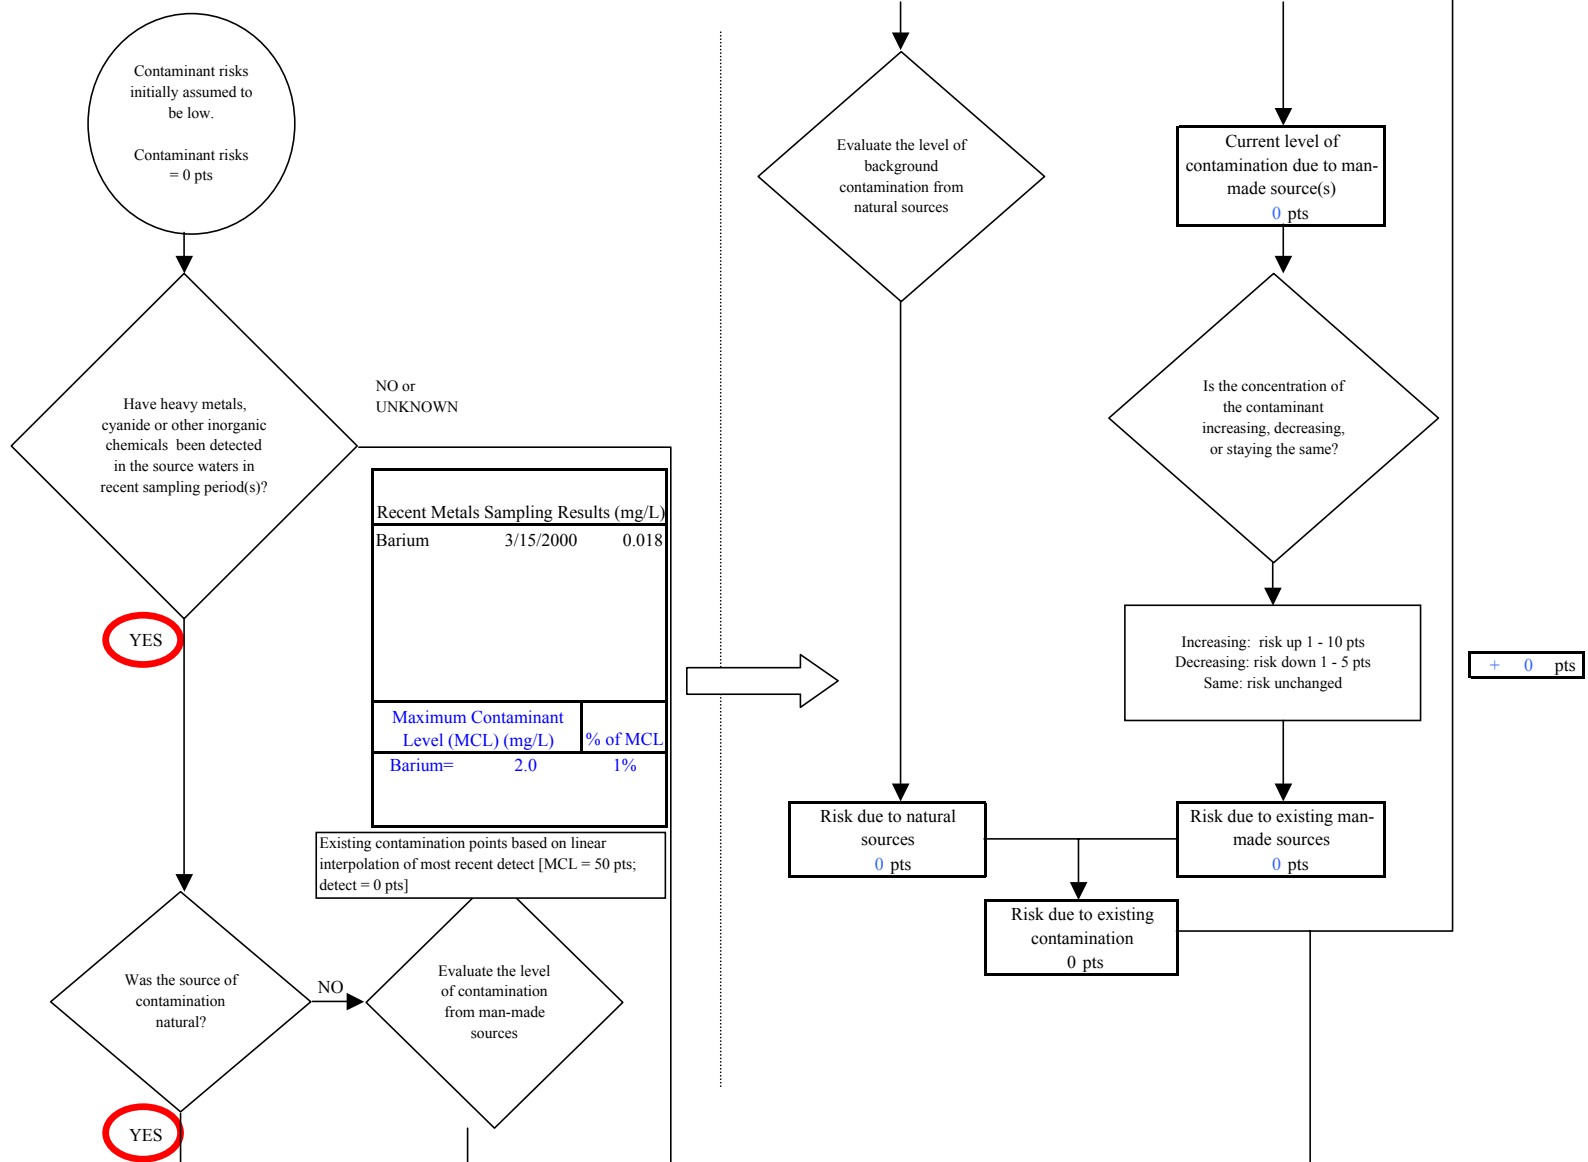 Contaminant risks
initially assumed to
be low.
Contaminant risks
= 0 pts
Have heavy metals,
cyanide or other inorganic
chemicals been detected
in the source waters in
recent sampling period(s)?
NO or
UNKNOWN
YES
Recent Metals Sampling Results (mg/L)
Barium 3/15/2000 0.018
Maximum Contaminant
Level (MCL) (mg/L) % of MCL
Barium= 2.0 1%
Existing contamination points based on linear
interpolation of most recent detect [MCL = 50 pts;
detect = 0 pts]
Was the source of
contamination
natural?
NO
YES
Evaluate the level
of contamination
from man-made
sources
Evaluate the level of
background
contamination from
natural sources
Current level of
contamination due to man-
made source(s)
0 pts
Is the concentration of
the contaminant
increasing, decreasing,
or staying the same?
Increasing: risk up 1 - 10 pts
Decreasing: risk down 1 - 5 pts
Same: risk unchanged
+ 0 pts
Risk due to natural
sources
0 pts
Risk due to existing man-
made sources
0 pts
Risk due to existing
contamination
0 pts